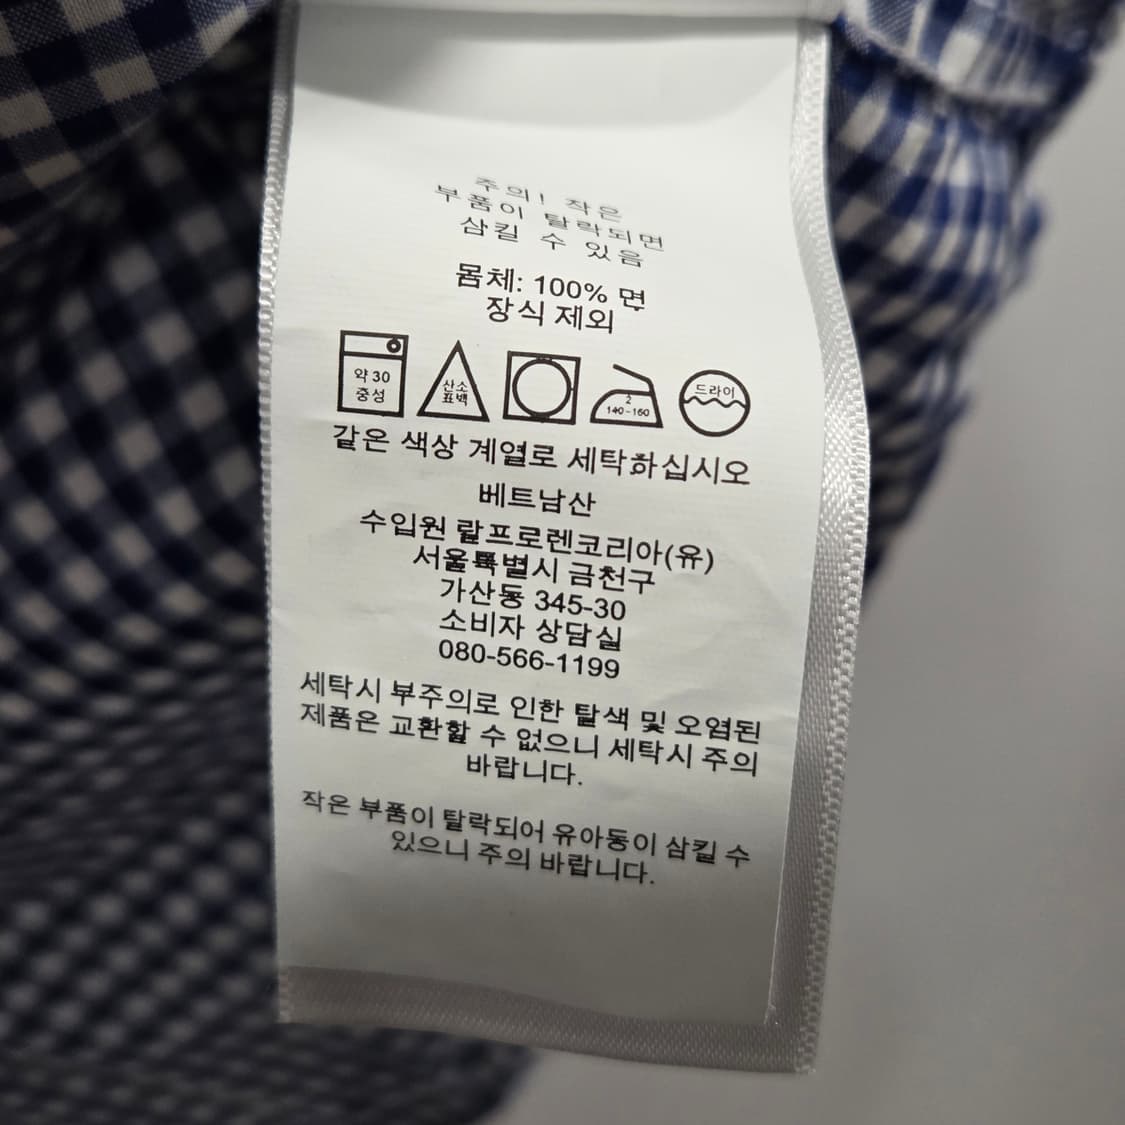 주의! 작은
부품이 탈락되면
삼킬 수 있음
몸체: 100% 면
장식 제외
약 30
중성
산소
표백
2
140-160
드라이
같은 색상 계열로 세탁하십시오
베트남산
수입원 랄프로렌코리아(유)
서울특별시 금천구
가산동 345-30
소비자 상담실
080-566-1199
세탁시 부주의로 인한 탈색 및 오염된
제품은 교환할 수 없으니 세탁시 주의
바랍니다.
작은 부품이 탈락되어 유아동이 삼킬 수
있으니 주의 바랍니다.